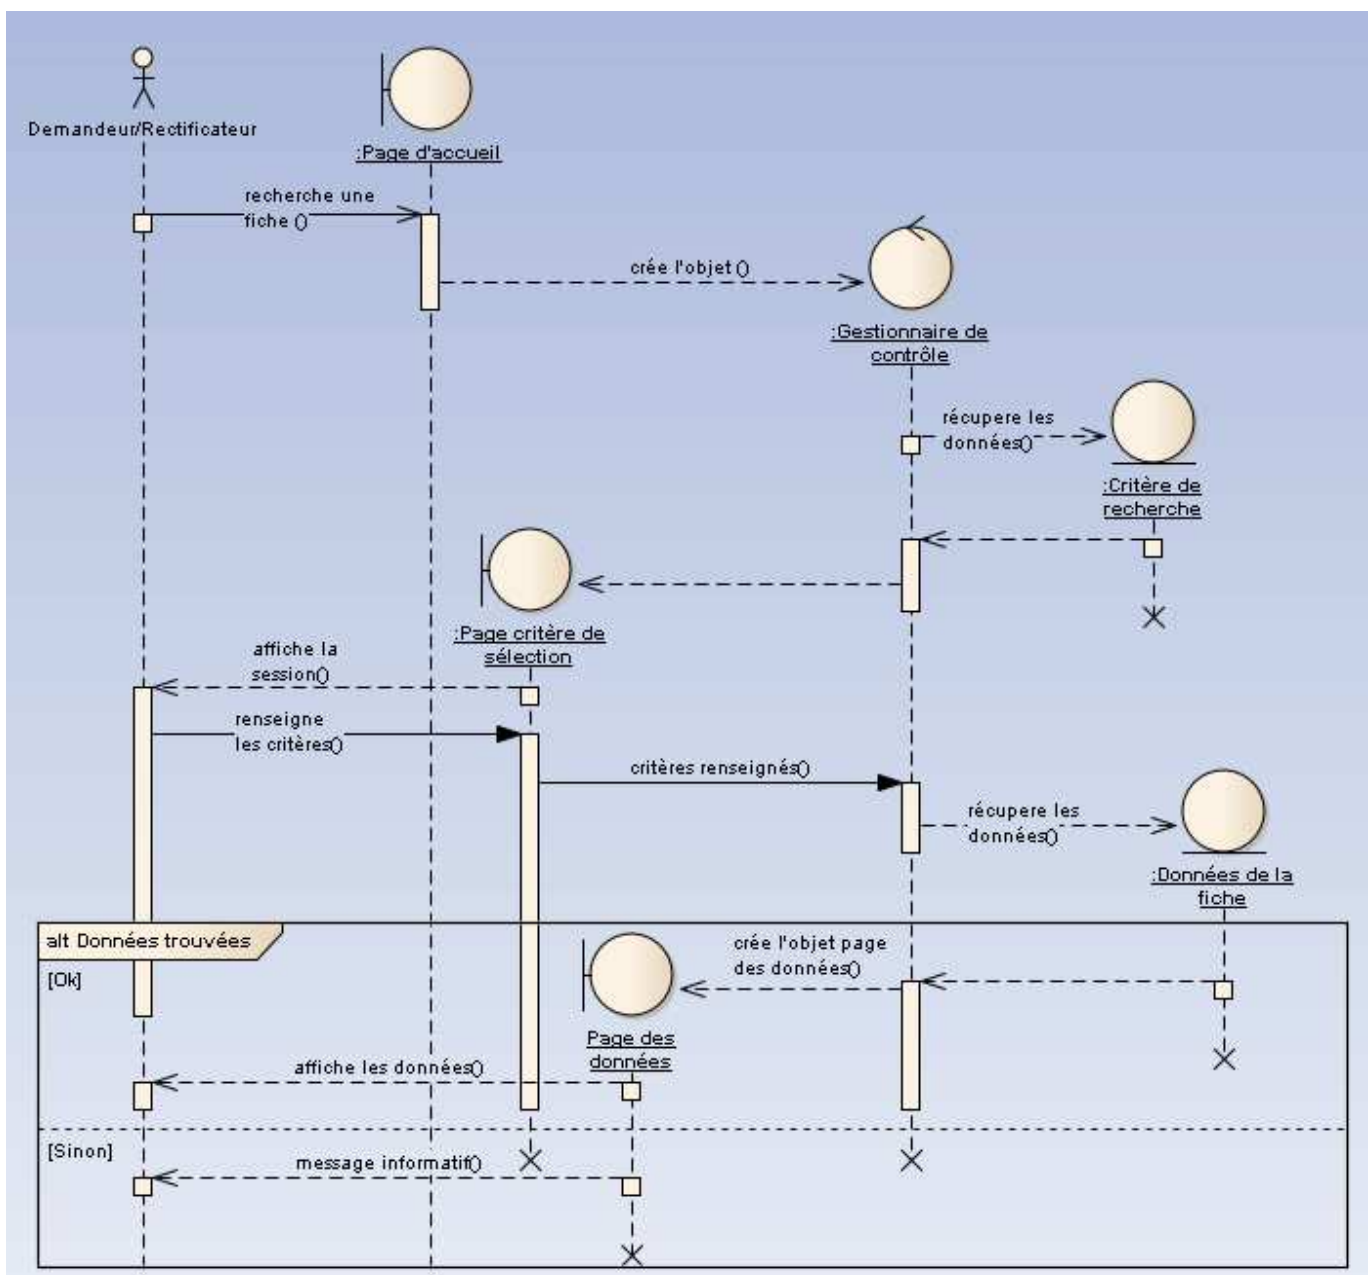 Demandeur/Rectificateur
:Page d'accueil
recherche une
fiche ()
crée l'objet ()
:Gestionnaire de
contrôle
récupere les
données()
:Critère de
recherche
:Page critère de
sélection
affiche la
session()
renseigne
les critères()
critères renseignés()
récupere les
données()
:Données de la
fiche
alt Données trouvées
[Ok]
crée l'objet page
des données()
Page des
données
affiche les données()
[Sinon]
message informatif()